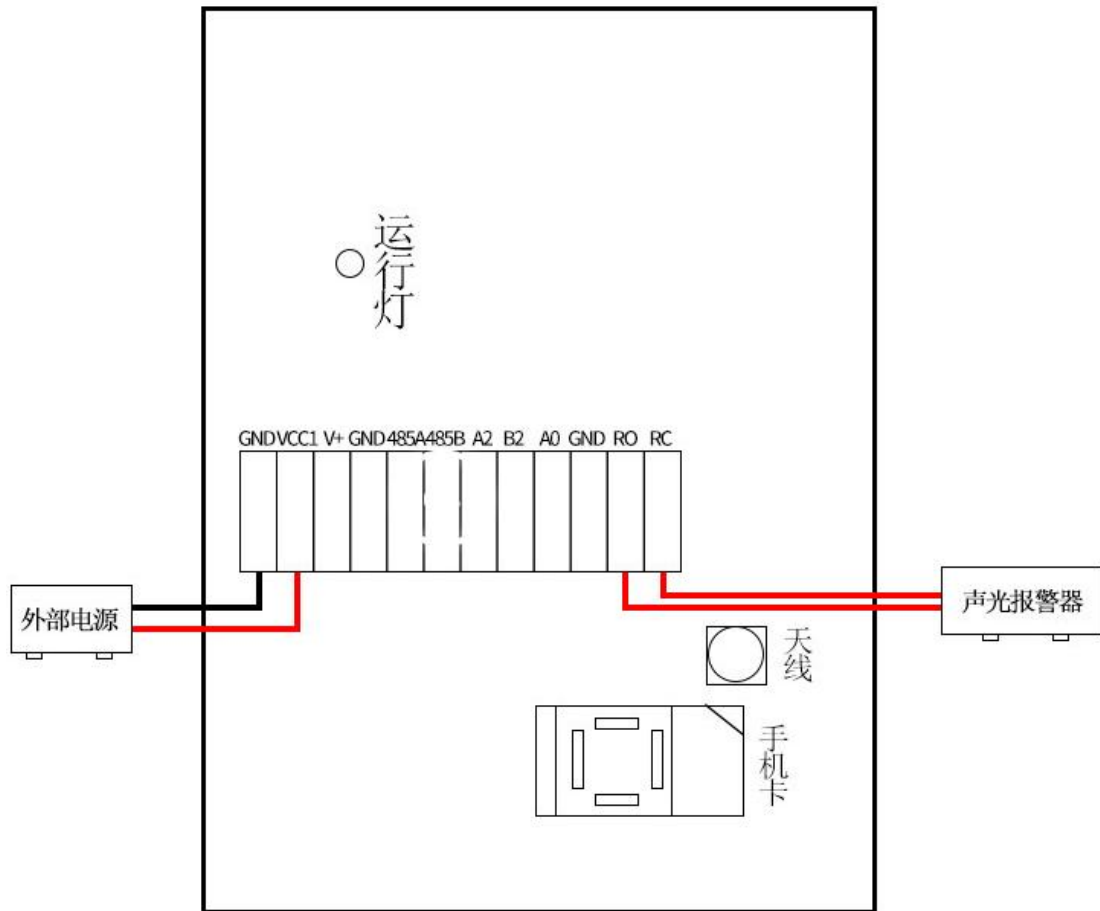 运行灯
GND VCC1 V+ GND 485A 485B A2 B2 A0 GND RO RC
外部电源
声光报警器
天线
手机卡